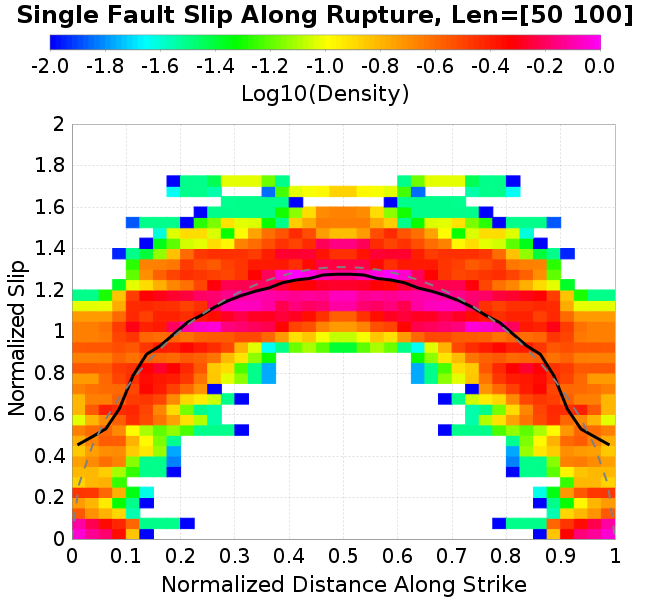 Single Fault Slip Along Rupture, Len=[50 100]
-2.0 -1.8 -1.6 -1.4 -1.2 -1.0 -0.8 -0.6 -0.4 -0.2 0.0
Log10(Density)
2
1.8
1.6
1.4
1.2
1
0.8
0.6
0.4
0.2
0
Normalized Slip
0 0.1 0.2 0.3 0.4 0.5 0.6 0.7 0.8 0.9 1
Normalized Distance Along Strike